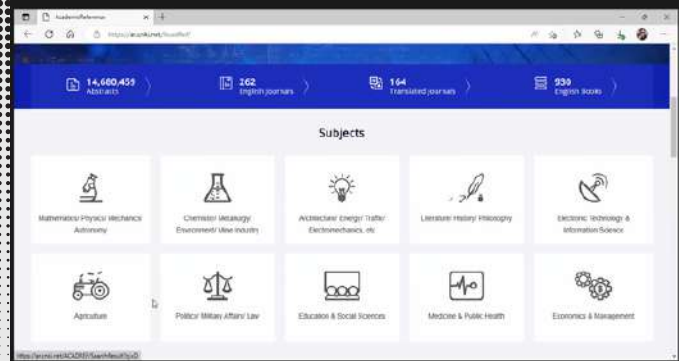 AcademicReference
14,680,459
Abstracts
262
English Journals
164
Translated Journals
930
English Books
Subjects
Mathematics/ Physics/ Mechanics
Astronomy
Chemistry/ Metallurgy/
Environment/ Mine Industry
Architecture/ Energy/ Traffic/
Electromechanics, etc
Literature/ History/ Philosophy
Electronic Technology &
Information Science
Agriculture
Politics/ Military Affairs/ Law
Education & Social Sciences
Medicine & Public Health
Economics & Management